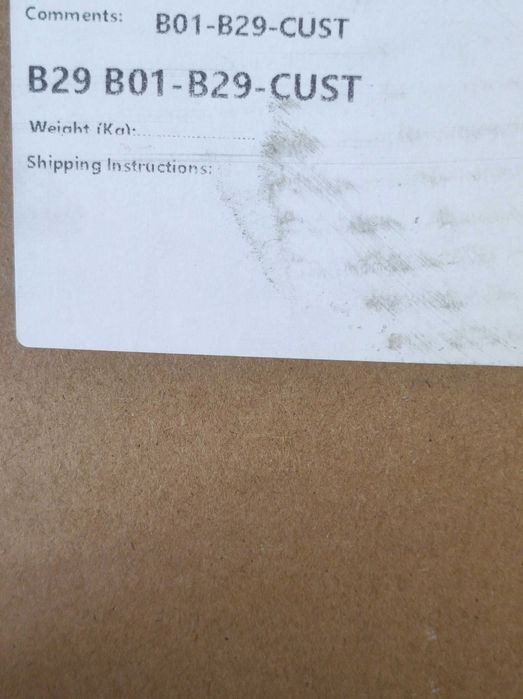 Comments: B01-B29-CUST
B29 B01-B29-CUST
Weight (Kg):
Shipping Instructions: